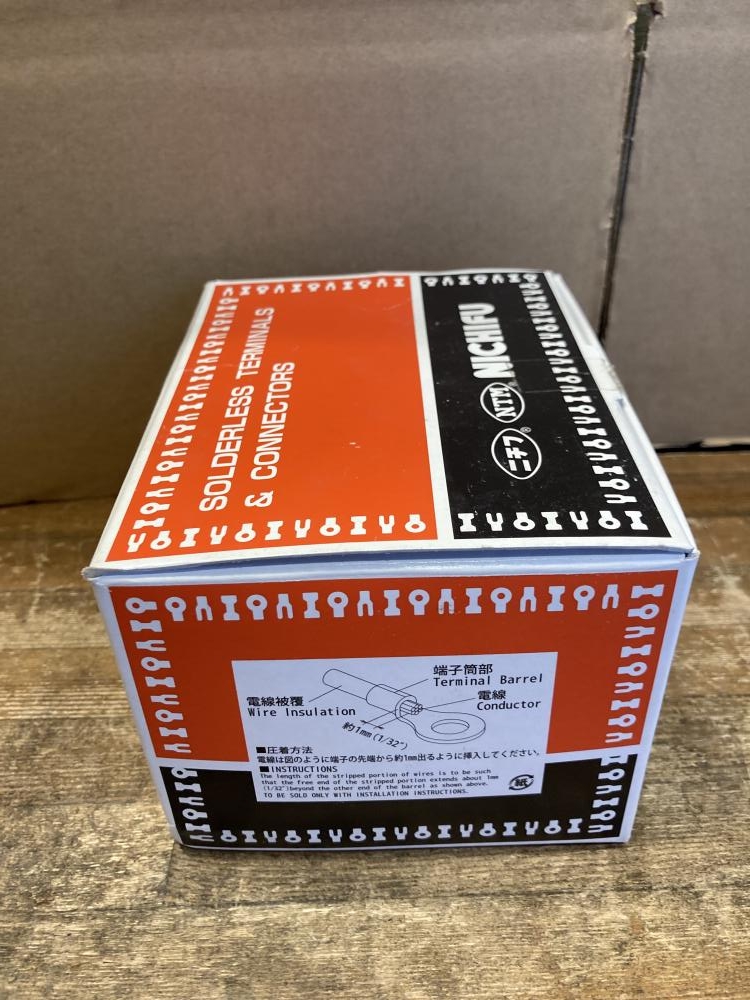 SOLDERLESS TERMINALS
& CONNECTORS
ニチフ® NTM® NICHIFU
端子筒部
Terminal Barrel
電線
Conductor
電線被覆
Wire Insulation
約1mm(1/32")
■圧着方法
電線は図のように端子の先端から約1mm出るように挿入してください。
■INSTRUCTIONS
The length of the stripped portion of wires is to be such
that the free end of the stripped portion extends about 1mm
(1/32")beyond the other end of the barrel as shown above.
TO BE SOLD ONLY WITH INSTALLATION INSTRUCTIONS.
紙